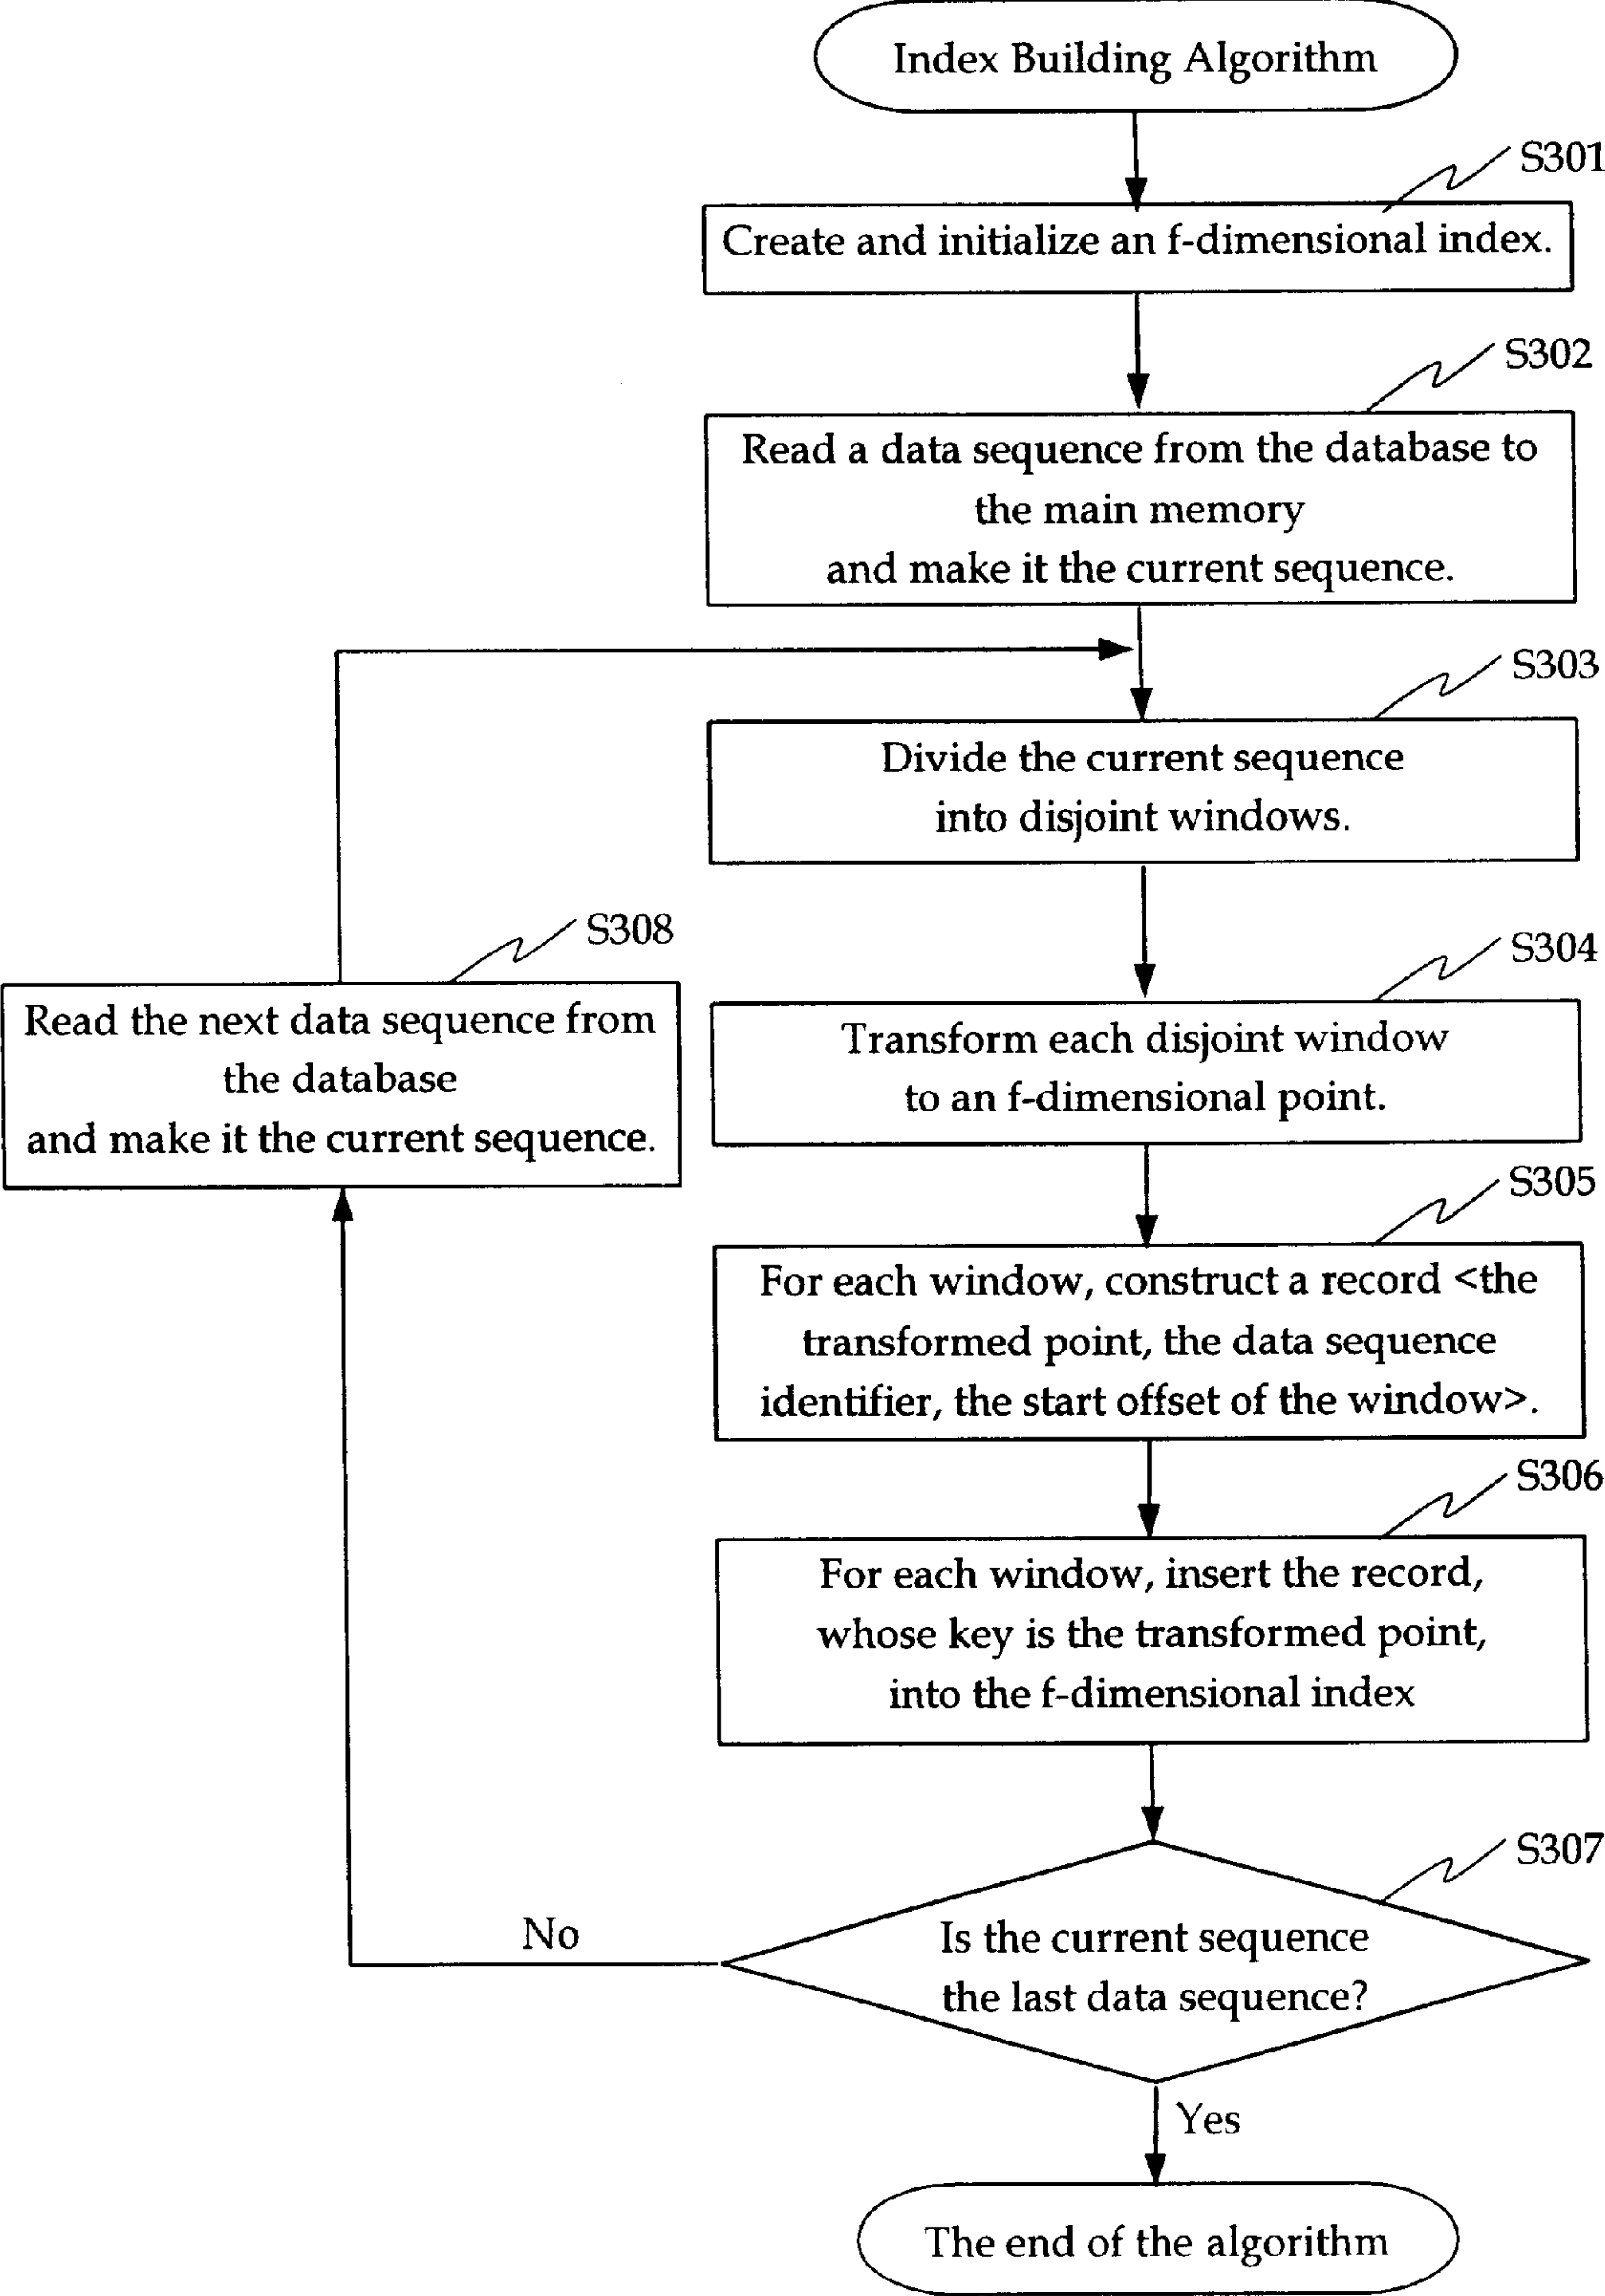 Index Building Algorithm
S301
Create and initialize an f-dimensional index.
S302
Read a data sequence from the database to
the main memory
and make it the current sequence.
S303
Divide the current sequence
into disjoint windows.
S308
Read the next data sequence from
the database
and make it the current sequence.
S304
Transform each disjoint window
to an f-dimensional point.
S305
For each window, construct a record <the
transformed point, the data sequence
identifier, the start offset of the window>.
S306
For each window, insert the record,
whose key is the transformed point,
into the f-dimensional index
S307
Is the current sequence
the last data sequence?
No
Yes
The end of the algorithm